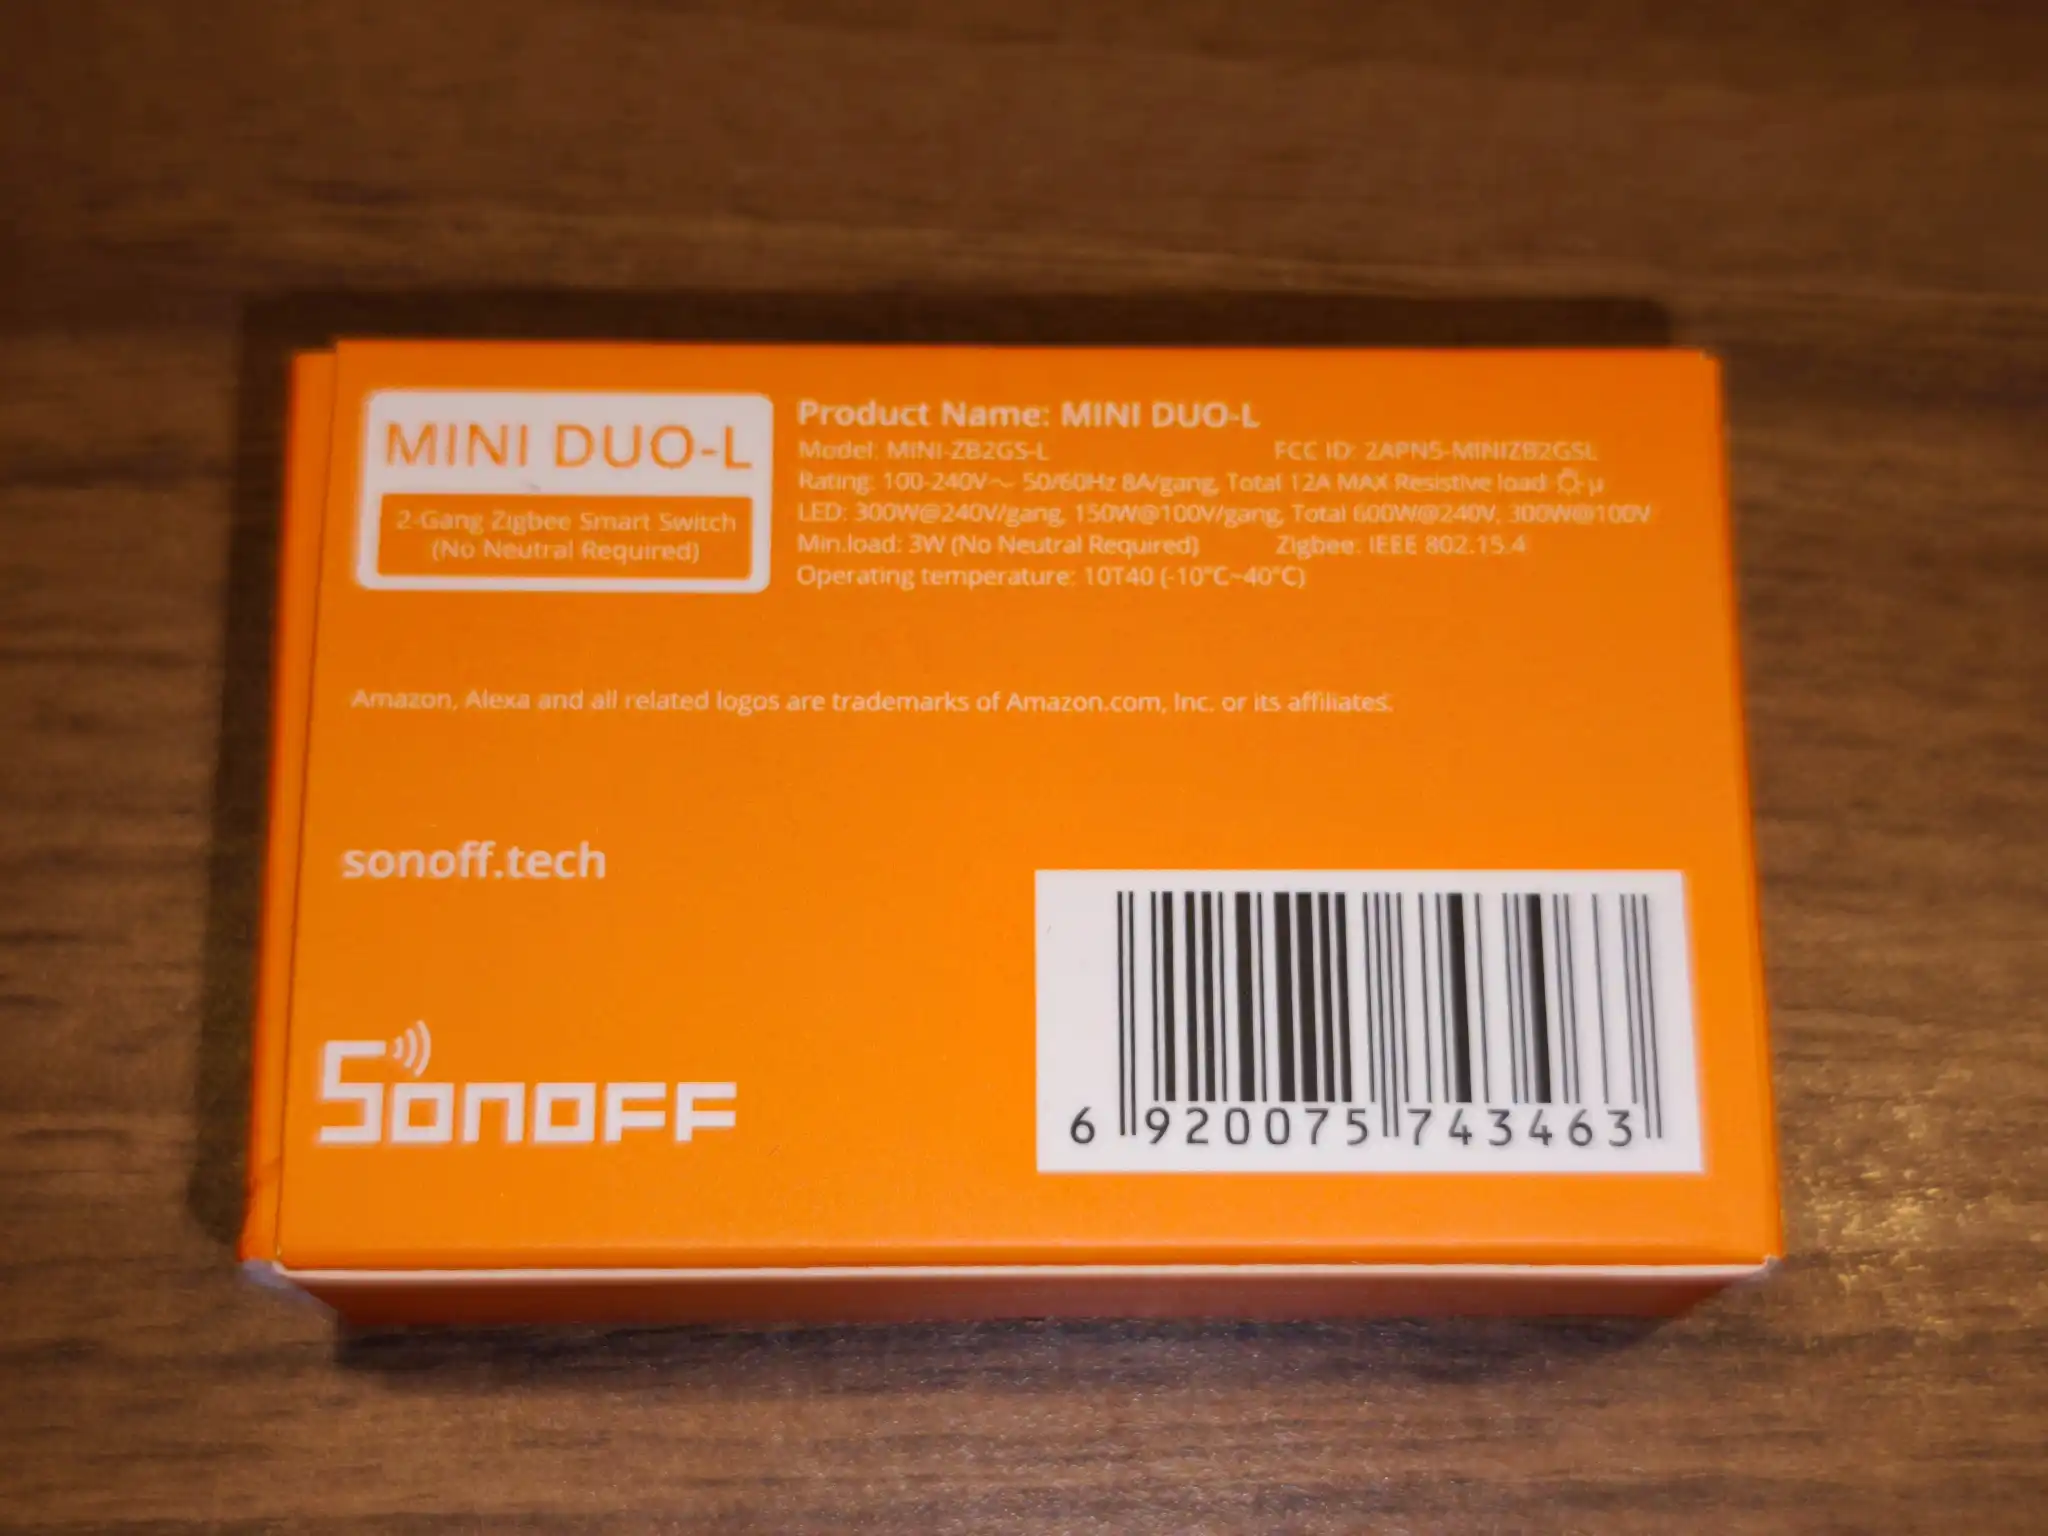 MINI DUO-L
2-Gang Zigbee Smart Switch
(No Neutral Required)
Product Name: MINI DUO-L
Model: MINI-ZB2GS-L FCC ID: 2APN5-MINIZB2GSL
Rating: 100-240V~ 50/60Hz 8A/gang, Total 12A MAX Resistive load µ
LED: 300W@240V/gang, 150W@100V/gang, Total 600W@240V, 300W@100V
Min.load: 3W (No Neutral Required) Zigbee: IEEE 802.15.4
Operating temperature: 10T40 (-10°C~40°C)
Amazon, Alexa and all related logos are trademarks of Amazon.com, Inc. or its affiliates.
sonoff.tech
SONOFF
6 920075 743463